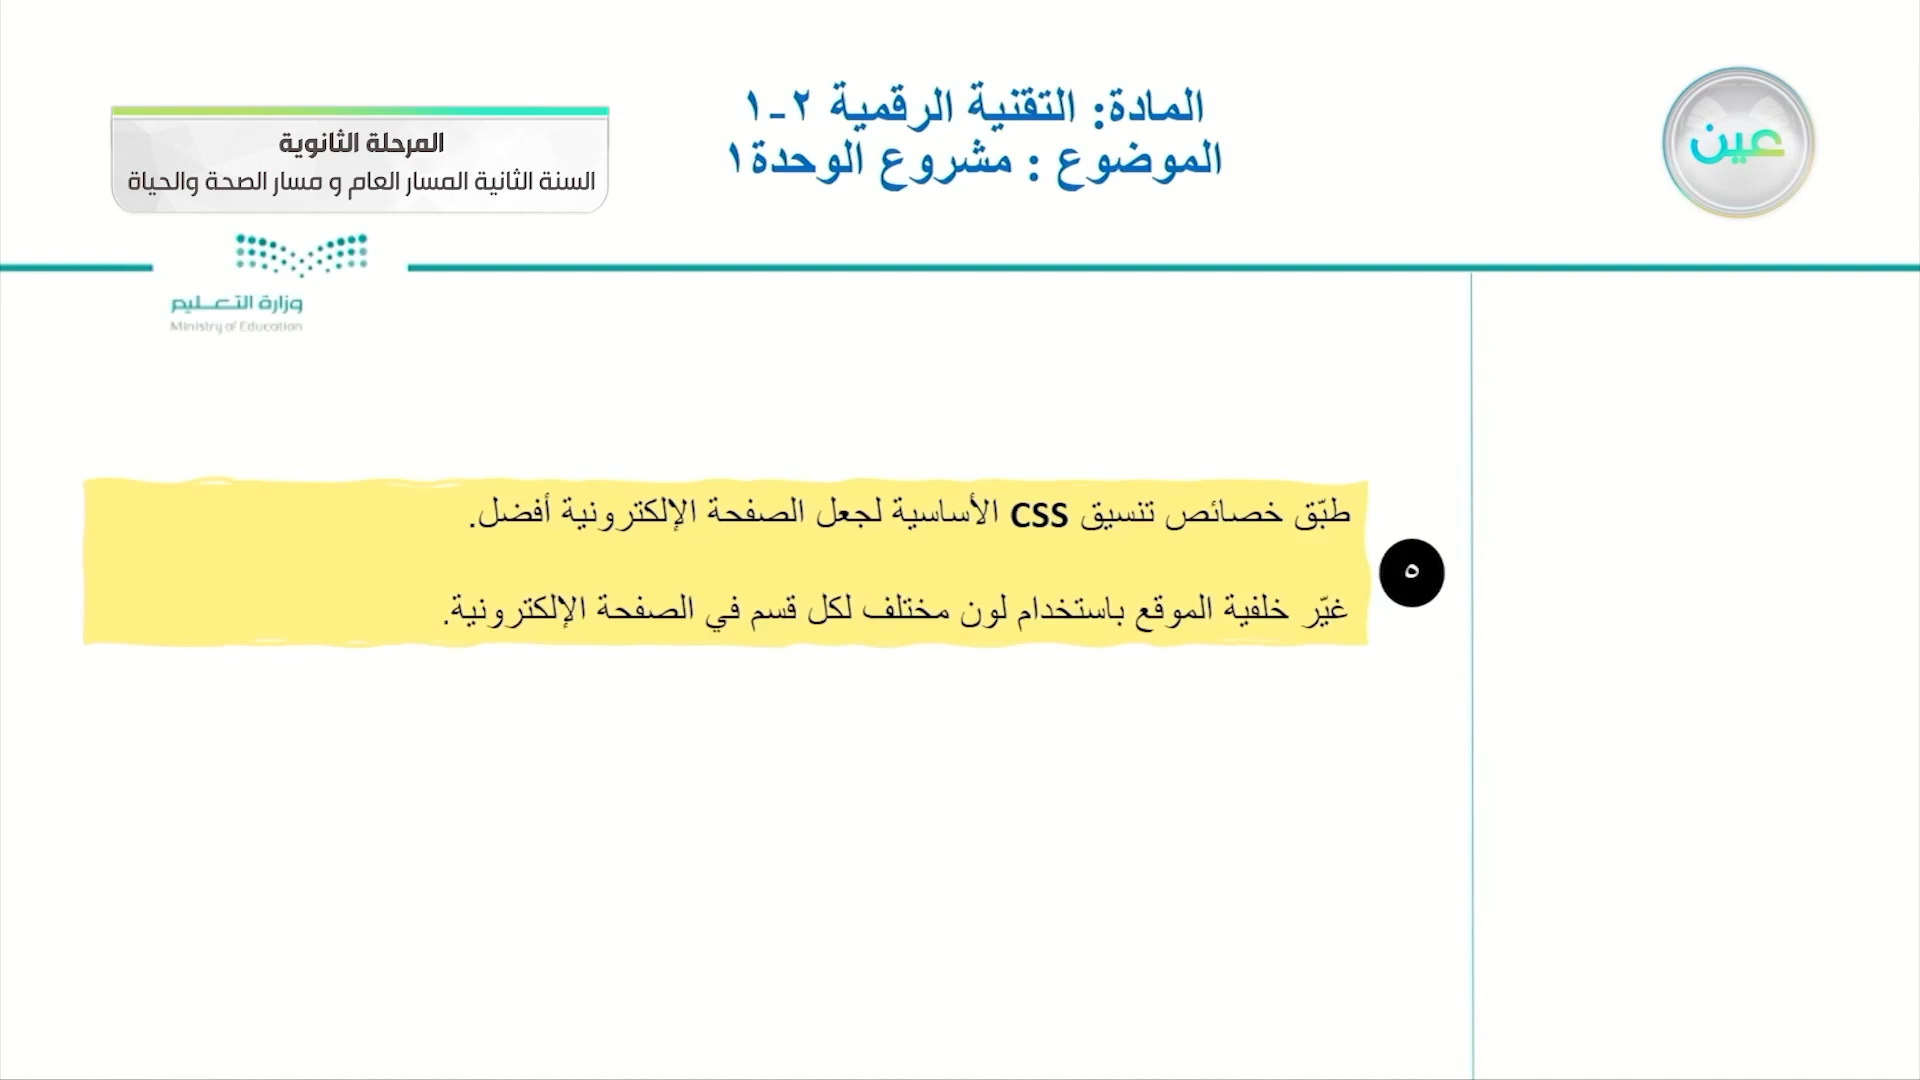 عين
المادة: التقنية الرقمية ٢-١
الموضوع : مشروع الوحدة١
المرحلة الثانوية
السنة الثانية المسار العام و مسار الصحة والحياة
وزارة التعليم
Ministry of Education
٥
طبّق خصائص تنسيق CSS الأساسية لجعل الصفحة الإلكترونية أفضل.
غيّر خلفية الموقع باستخدام لون مختلف لكل قسم في الصفحة الإلكترونية.